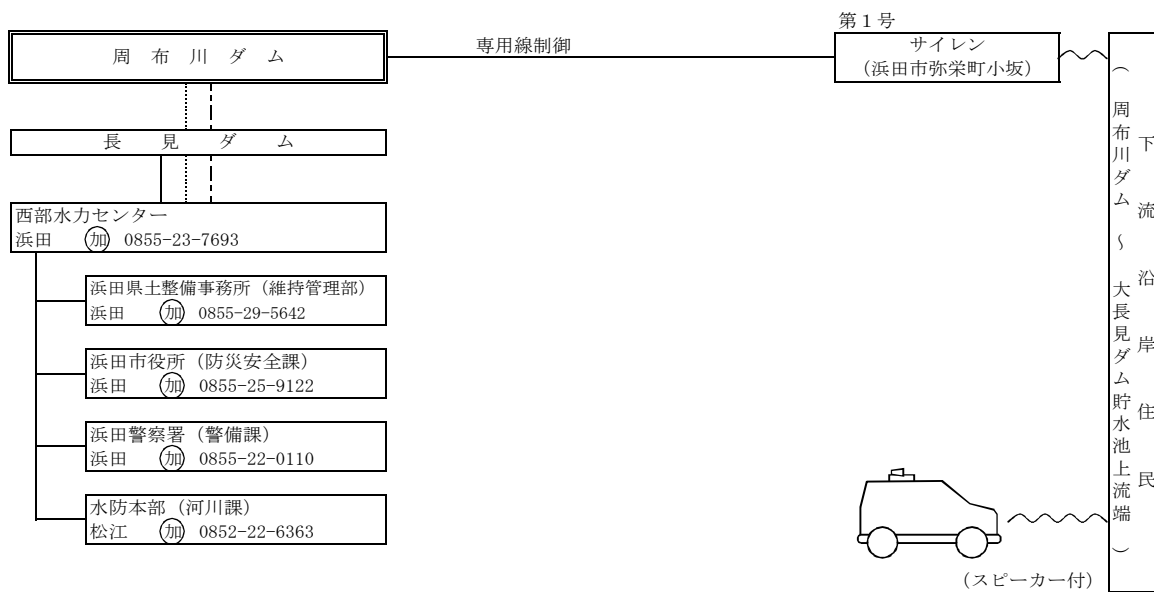 第１号
周　布　川　ダ　ム
専用線制御
サイレン
（浜田市弥栄町小坂）
長　見　ダ　ム
西部水力センター
浜田　加　0855-23-7693
浜田県土整備事務所（維持管理部）
浜田　加　0855-29-5642
浜田市役所（防災安全課）
浜田　加　0855-25-9122
浜田警察署（警備課）
浜田　加　0855-22-0110
水防本部（河川課）
松江　加　0852-22-6363
（スピーカー付）
下流沿岸住民
（周布川ダム～大長見ダム貯水池上流端）